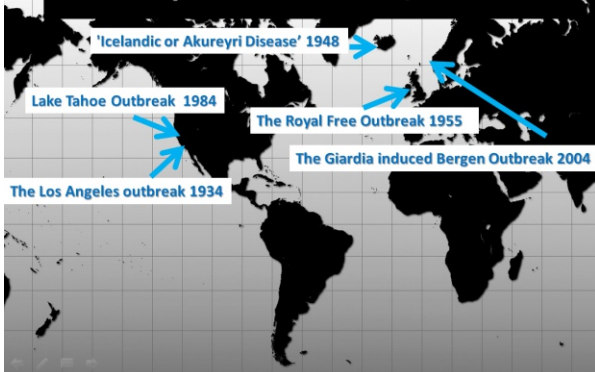 'Icelandic or Akureyri Disease’ 1948
Lake Tahoe Outbreak  1984
The Royal Free Outbreak 1955
The Giardia induced Bergen Outbreak 2004
The Los Angeles outbreak 1934